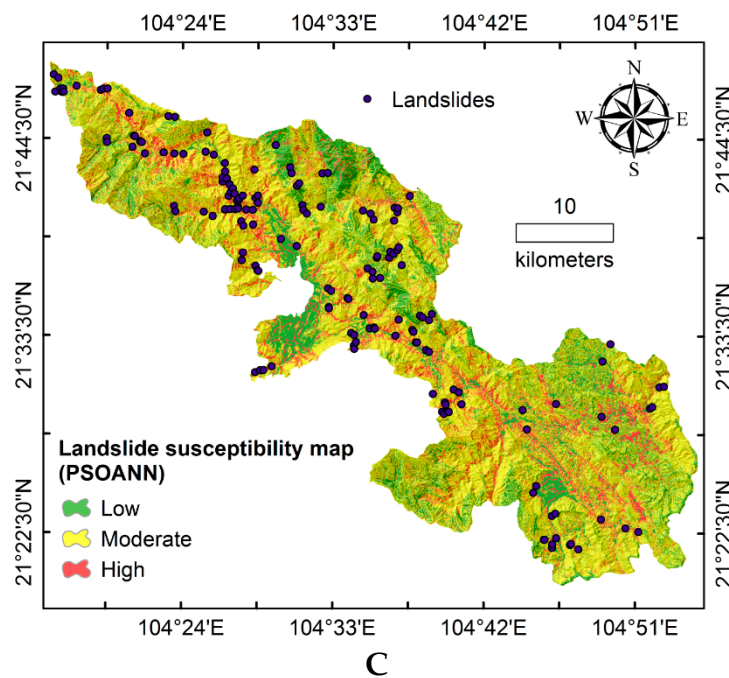 104°24'E 104°33'E 104°42'E 104°51'E
N
Landslides
W E
S
21°44'30"N 21°44'30"N
10
kilometers
21°33'30"N 21°33'30"N
Landslide susceptibility map
(PSOANN)
Low
Moderate
High
21°22'30"N 21°22'30"N
104°24'E 104°33'E 104°42'E 104°51'E
C